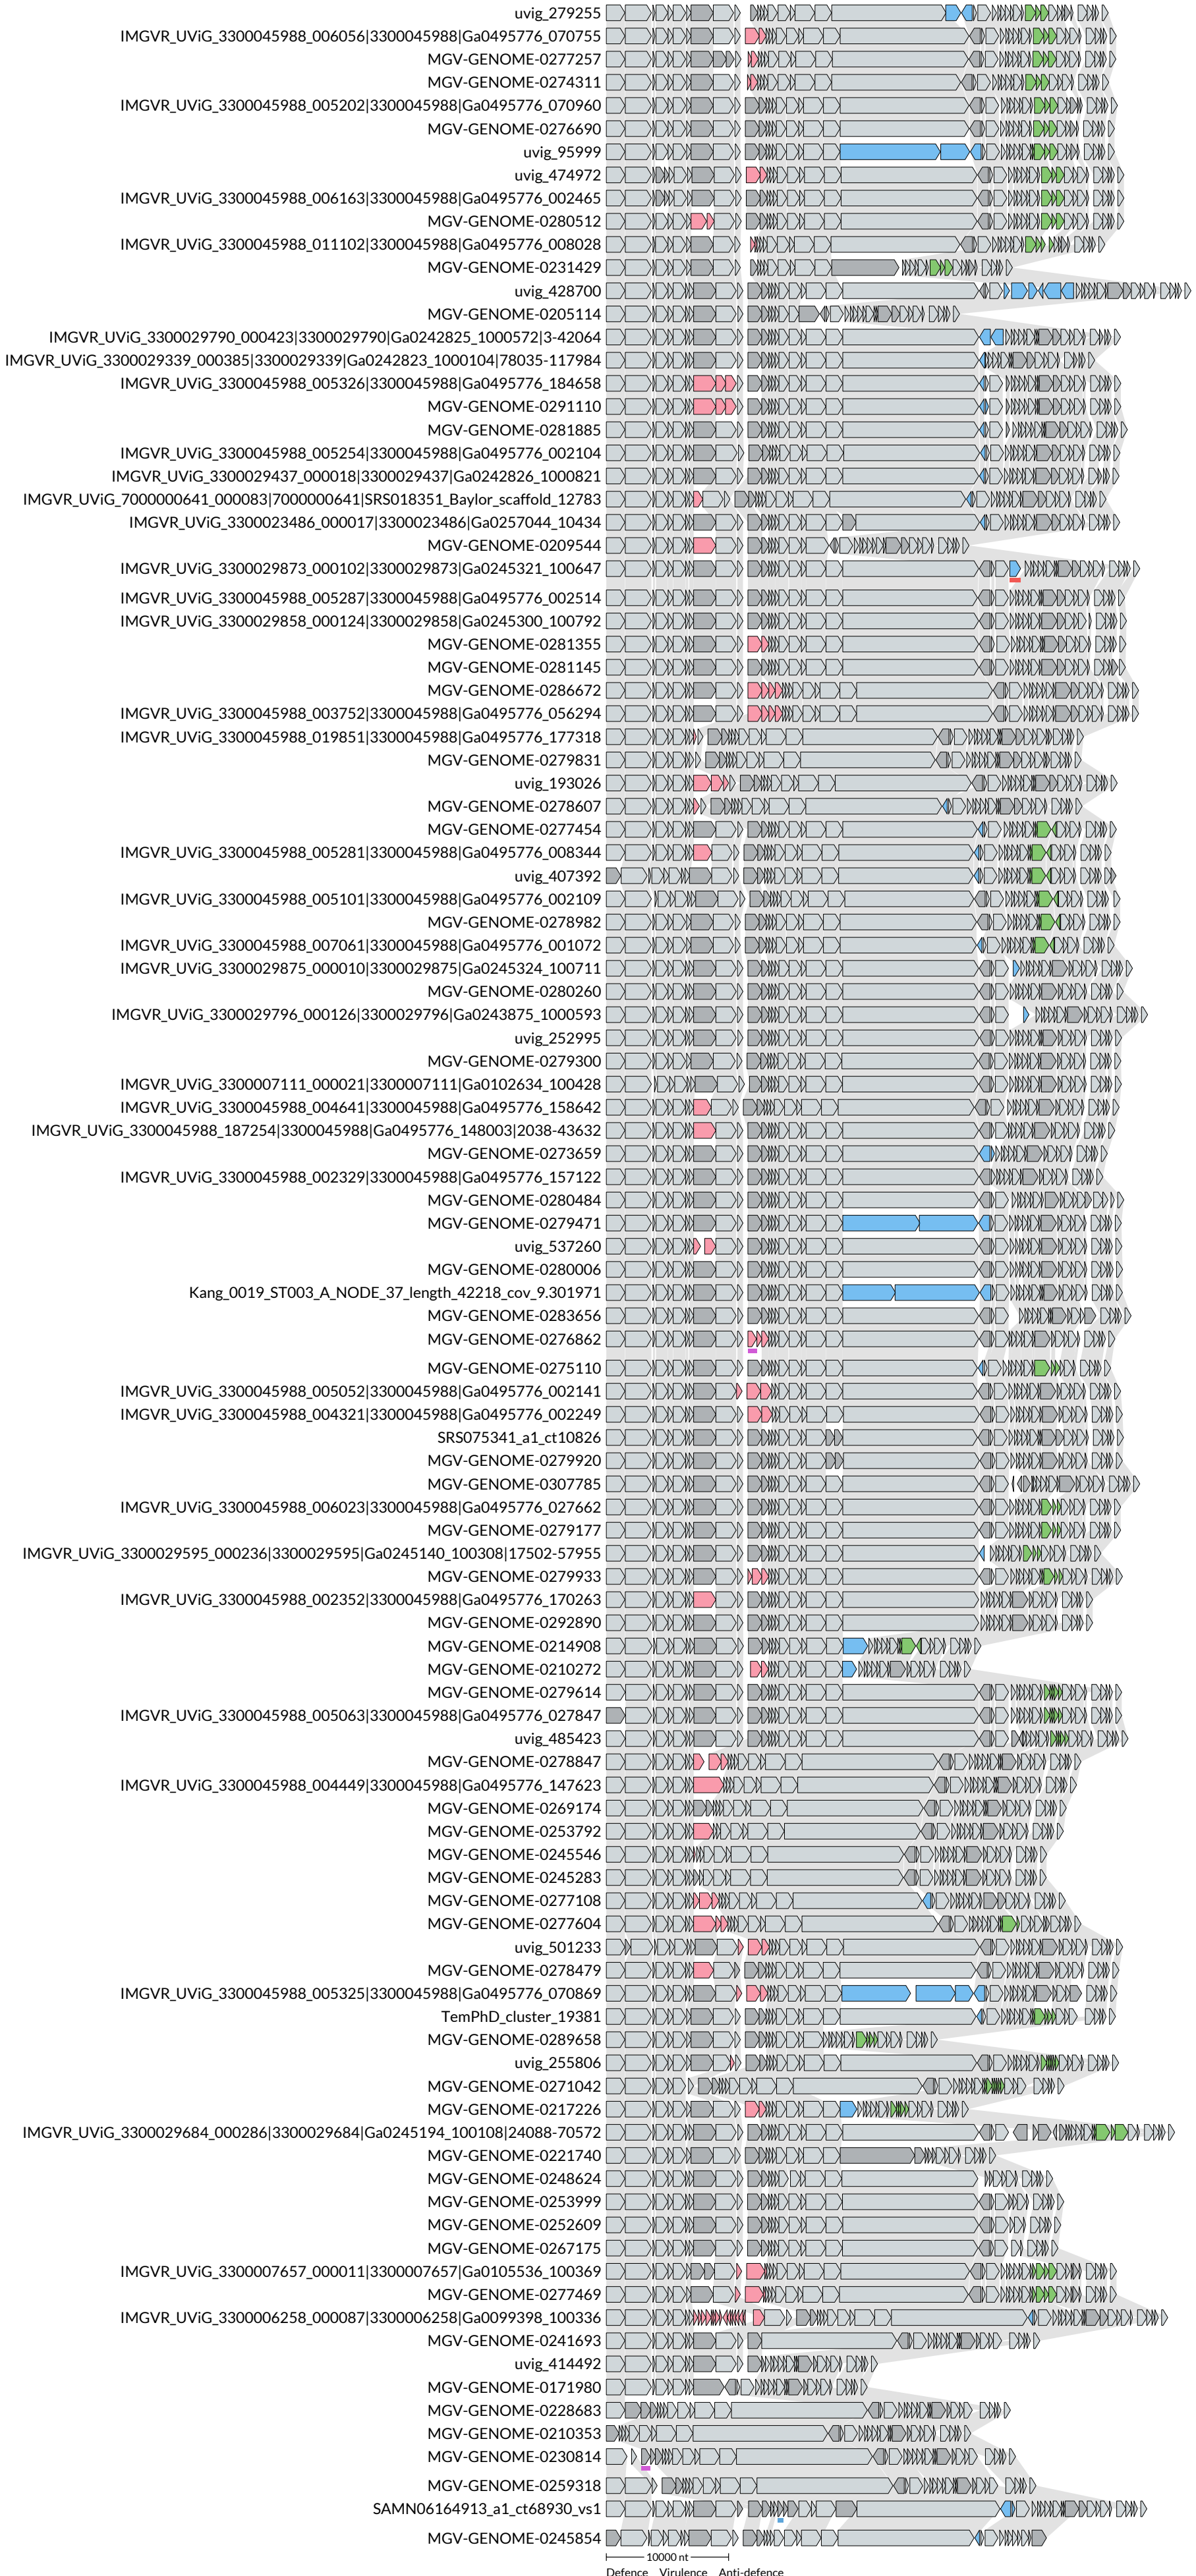 uvig_279255
IMGVR_UViG_3300045988_006056|3300045988|Ga0495776_070755
MGV-GENOME-0277257
MGV-GENOME-0274311
IMGVR_UViG_3300045988_005202|3300045988|Ga0495776_070960
MGV-GENOME-0276690
uvig_95999
uvig_474972
IMGVR_UViG_3300045988_006163|3300045988|Ga0495776_002465
MGV-GENOME-0280512
IMGVR_UViG_3300045988_011102|3300045988|Ga0495776_008028
MGV-GENOME-0231429
uvig_428700
MGV-GENOME-0205114
IMGVR_UViG_3300029790_000423|3300029790|Ga0242825_1000572|3-42064
IMGVR_UViG_3300029339_000385|3300029339|Ga0242823_1000104|78035-117984
IMGVR_UViG_3300045988_005326|3300045988|Ga0495776_184658
MGV-GENOME-0291110
MGV-GENOME-0281885
IMGVR_UViG_3300045988_005254|3300045988|Ga0495776_002104
IMGVR_UViG_3300029437_000018|3300029437|Ga0242826_1000821
IMGVR_UViG_7000000641_000083|7000000641|SRS018351_Baylor_scaffold_12783
IMGVR_UViG_3300023486_000017|3300023486|Ga0257044_10434
MGV-GENOME-0209544
IMGVR_UViG_3300029873_000102|3300029873|Ga0245321_100647
IMGVR_UViG_3300045988_005287|3300045988|Ga0495776_002514
IMGVR_UViG_3300029858_000124|3300029858|Ga0245300_100792
MGV-GENOME-0281355
MGV-GENOME-0281145
MGV-GENOME-0286672
IMGVR_UViG_3300045988_003752|3300045988|Ga0495776_056294
IMGVR_UViG_3300045988_019851|3300045988|Ga0495776_177318
MGV-GENOME-0279831
uvig_193026
MGV-GENOME-0278607
MGV-GENOME-0277454
IMGVR_UViG_3300045988_005281|3300045988|Ga0495776_008344
uvig_407392
IMGVR_UViG_3300045988_005101|3300045988|Ga0495776_002109
MGV-GENOME-0278982
IMGVR_UViG_3300045988_007061|3300045988|Ga0495776_001072
IMGVR_UViG_3300029875_000010|3300029875|Ga0245324_100711
MGV-GENOME-0280260
IMGVR_UViG_3300029796_000126|3300029796|Ga0243875_1000593
uvig_252995
MGV-GENOME-0279300
IMGVR_UViG_3300007111_000021|3300007111|Ga0102634_100428
IMGVR_UViG_3300045988_004641|3300045988|Ga0495776_158642
IMGVR_UViG_3300045988_187254|3300045988|Ga0495776_148003|2038-43632
MGV-GENOME-0273659
IMGVR_UViG_3300045988_002329|3300045988|Ga0495776_157122
MGV-GENOME-0280484
MGV-GENOME-0279471
uvig_537260
MGV-GENOME-0280006
Kang_0019_ST003_A_NODE_37_length_42218_cov_9.301971
MGV-GENOME-0283656
MGV-GENOME-0276862
MGV-GENOME-0275110
IMGVR_UViG_3300045988_005052|3300045988|Ga0495776_002141
IMGVR_UViG_3300045988_004321|3300045988|Ga0495776_002249
SRS075341_a1_ct10826
MGV-GENOME-0279920
MGV-GENOME-0307785
IMGVR_UViG_3300045988_006023|3300045988|Ga0495776_027662
MGV-GENOME-0279177
IMGVR_UViG_3300029595_000236|3300029595|Ga0245140_100308|17502-57955
MGV-GENOME-0279933
IMGVR_UViG_3300045988_002352|3300045988|Ga0495776_170263
MGV-GENOME-0292890
MGV-GENOME-0214908
MGV-GENOME-0210272
MGV-GENOME-0279614
IMGVR_UViG_3300045988_005063|3300045988|Ga0495776_027847
uvig_485423
MGV-GENOME-0278847
IMGVR_UViG_3300045988_004449|3300045988|Ga0495776_147623
MGV-GENOME-0269174
MGV-GENOME-0253792
MGV-GENOME-0245546
MGV-GENOME-0245283
MGV-GENOME-0277108
MGV-GENOME-0277604
uvig_501233
MGV-GENOME-0278479
IMGVR_UViG_3300045988_005325|3300045988|Ga0495776_070869
TemPhD_cluster_19381
MGV-GENOME-0289658
uvig_255806
MGV-GENOME-0271042
MGV-GENOME-0217226
IMGVR_UViG_3300029684_000286|3300029684|Ga0245194_100108|24088-70572
MGV-GENOME-0221740
MGV-GENOME-0248624
MGV-GENOME-0253999
MGV-GENOME-0252609
MGV-GENOME-0267175
IMGVR_UViG_3300007657_000011|3300007657|Ga0105536_100369
MGV-GENOME-0277469
IMGVR_UViG_3300006258_000087|3300006258|Ga0099398_100336
MGV-GENOME-0241693
uvig_414492
MGV-GENOME-0171980
MGV-GENOME-0228683
MGV-GENOME-0210353
MGV-GENOME-0230814
MGV-GENOME-0259318
SAMN06164913_a1_ct68930_vs1
MGV-GENOME-0245854
10000 nt
Defence Virulence Anti-defence